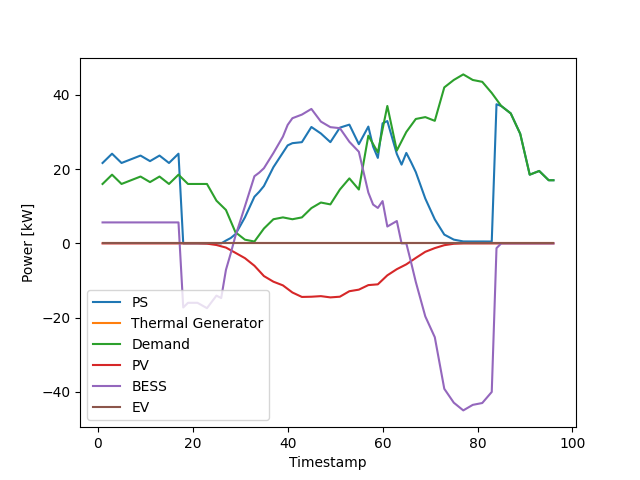 40
20
0
−20
−40
Power [kW]
PS
Thermal Generator
Demand
PV
BESS
EV
0 20 40 60 80 100
Timestamp